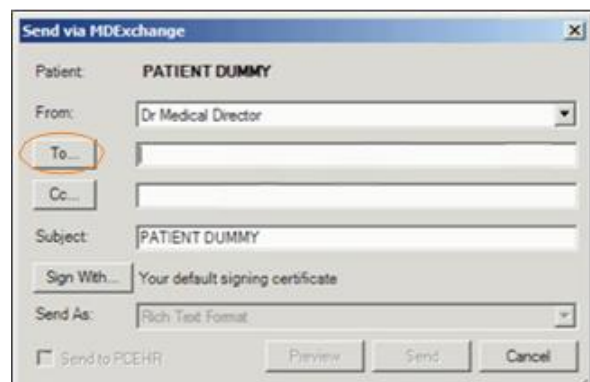 Send via MDExchange
Patient: PATIENT DUMMY
From: Dr Medical Director
To...
Cc...
Subject: PATIENT DUMMY
Sign With... Your default signing certificate
Send As: Rich Text Format
Send to PCEHR Preview Send Cancel